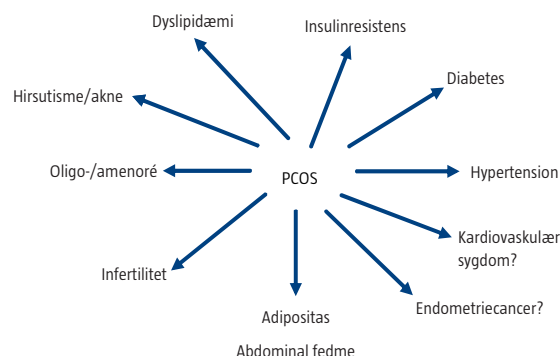 Dyslipidæmi
Insulinresistens
Diabetes
Hirsutisme/akne
Oligo-/amenoré
PCOS
Hypertension
Kardiovaskulær
sygdom?
Infertilitet
Endometriecancer?
Adipositas
Abdominal fedme